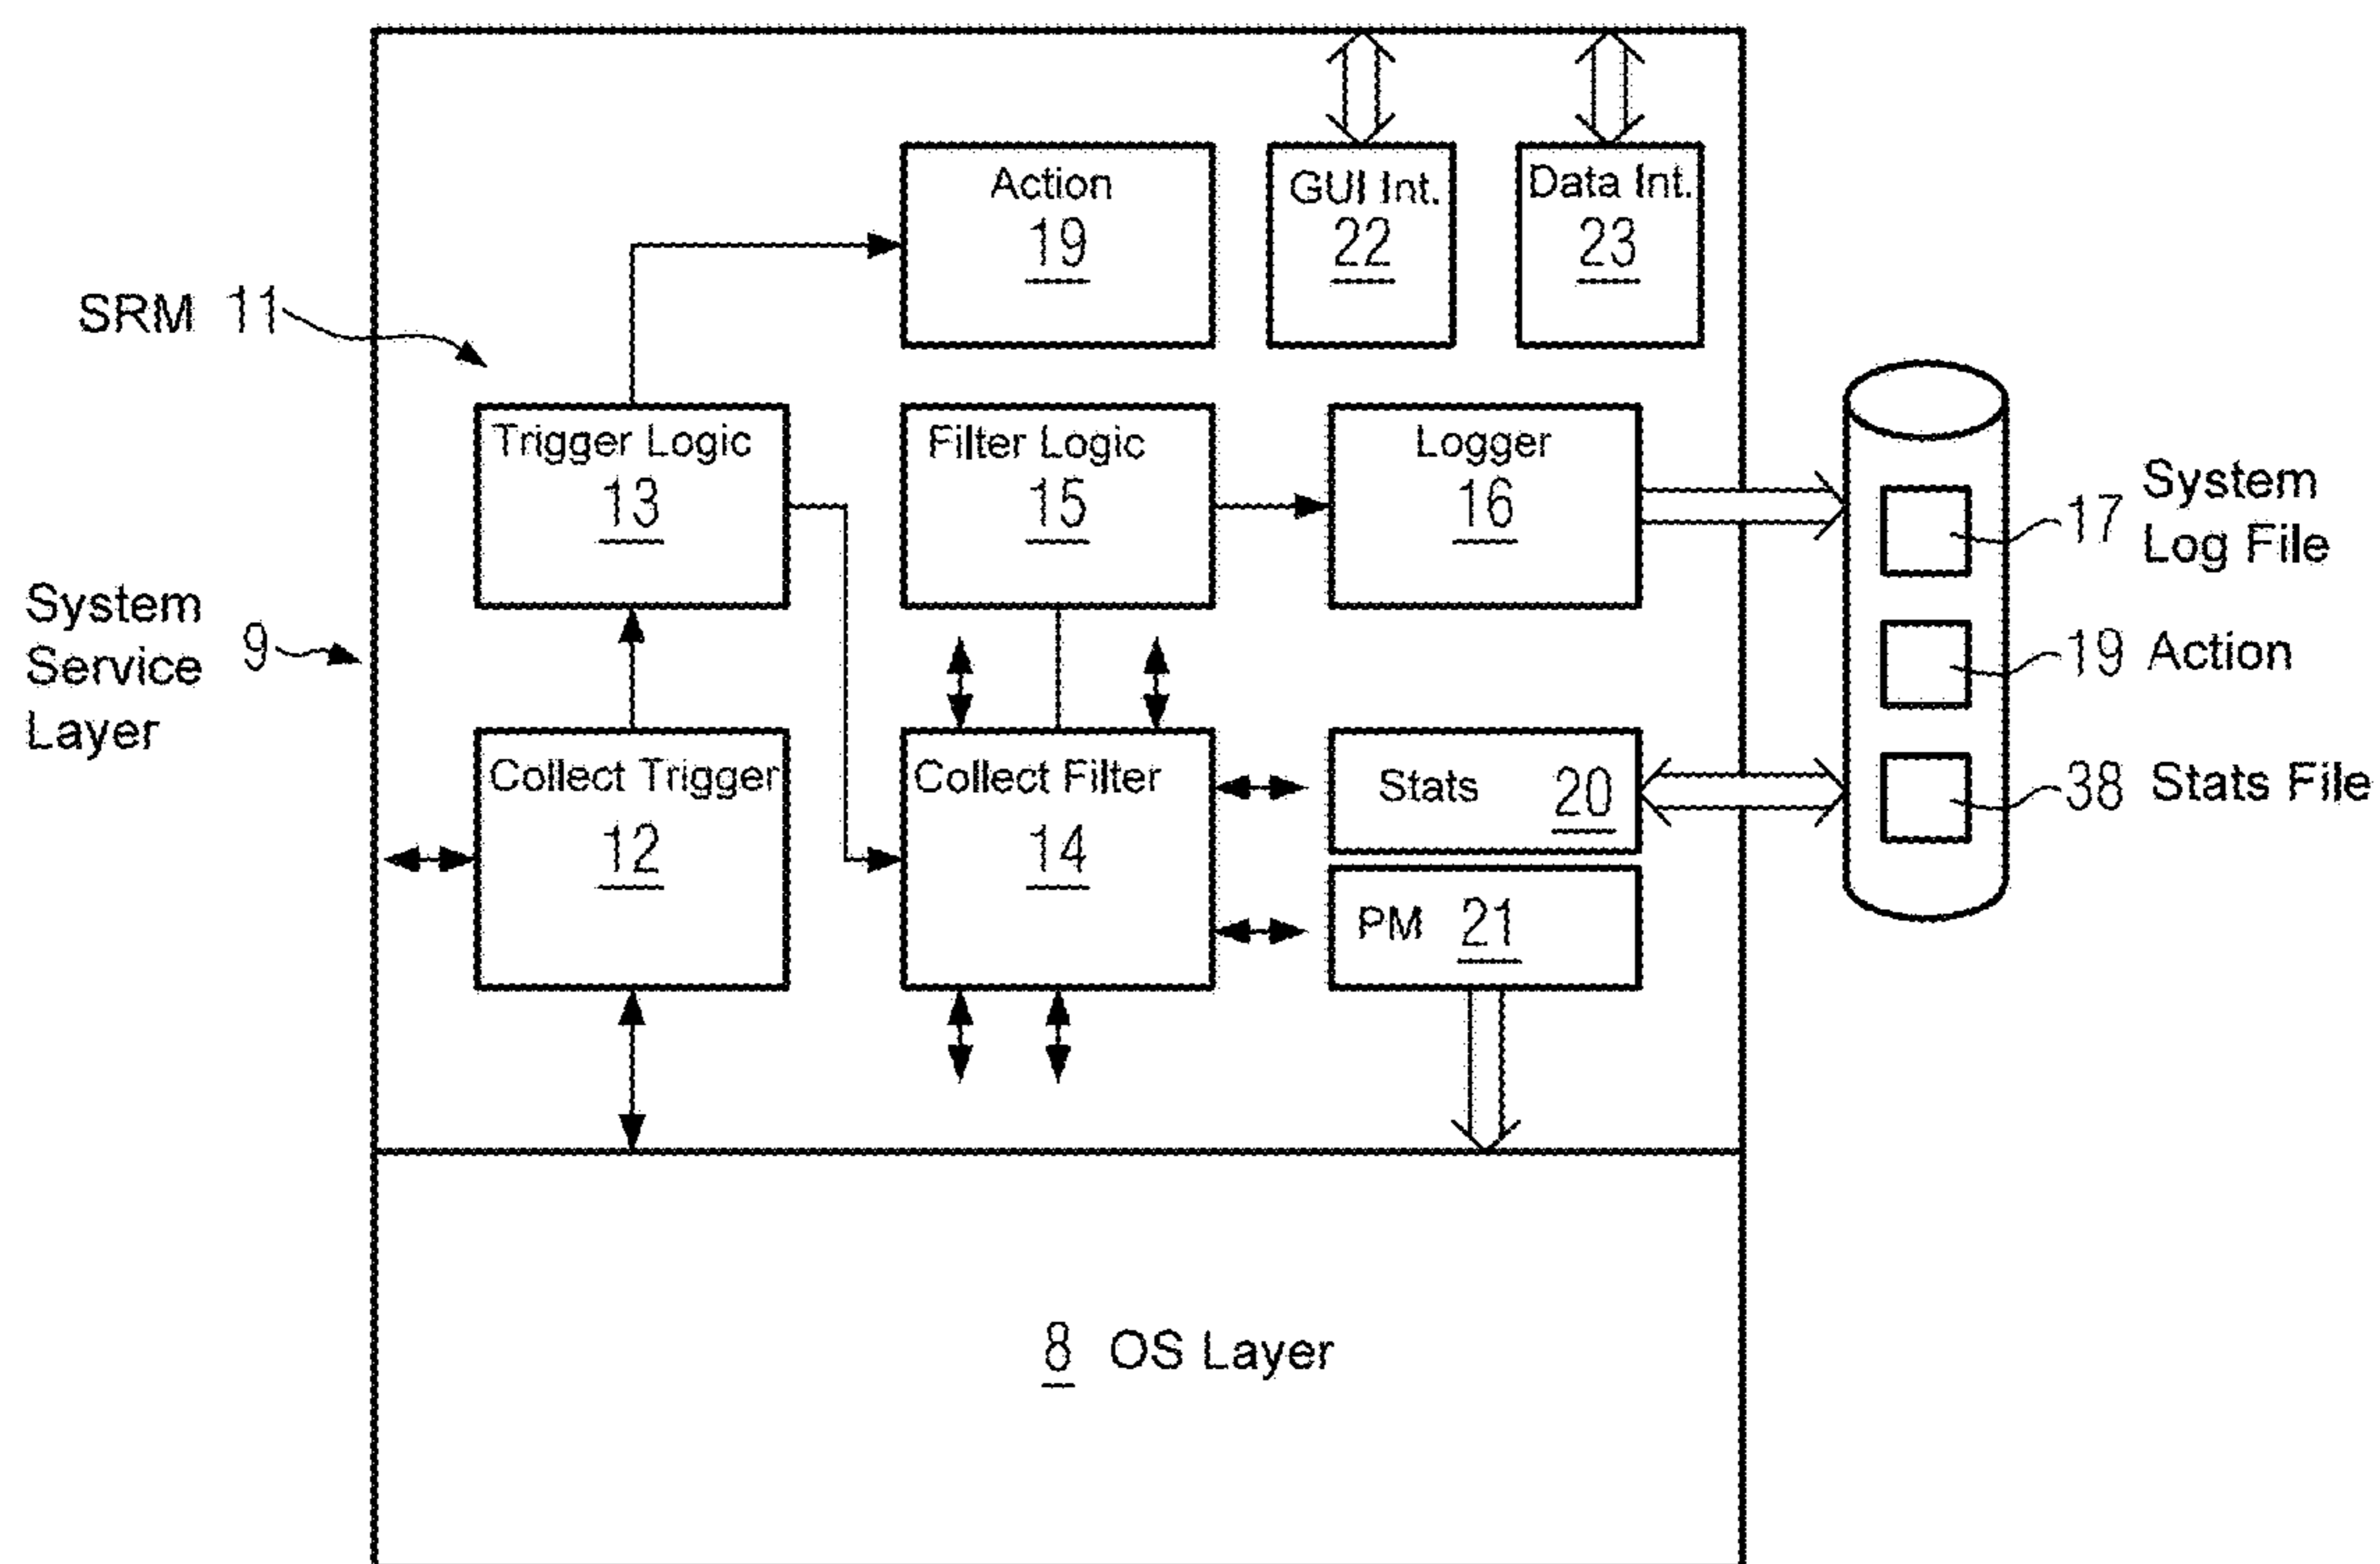 Action
19
GUI Int.
22
Data Int.
23
SRM 11
Trigger Logic
13
Filter Logic
15
Logger
16
17 System
Log File
System
Service 9
Layer
19 Action
Collect Trigger
12
Collect Filter
14
Stats 20
38 Stats File
PM 21
8 OS Layer